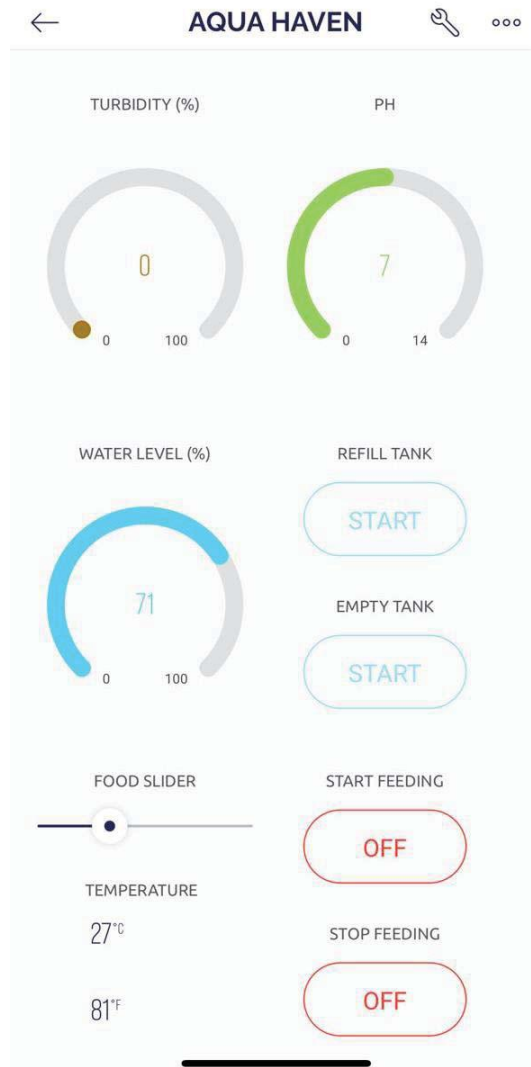 AQUA HAVEN
TURBIDITY (%)
PH
0
7
0 100
0 14
WATER LEVEL (%)
REFILL TANK
START
71
EMPTY TANK
0 100
START
FOOD SLIDER
START FEEDING
OFF
TEMPERATURE
27°C
STOP FEEDING
81°F
OFF